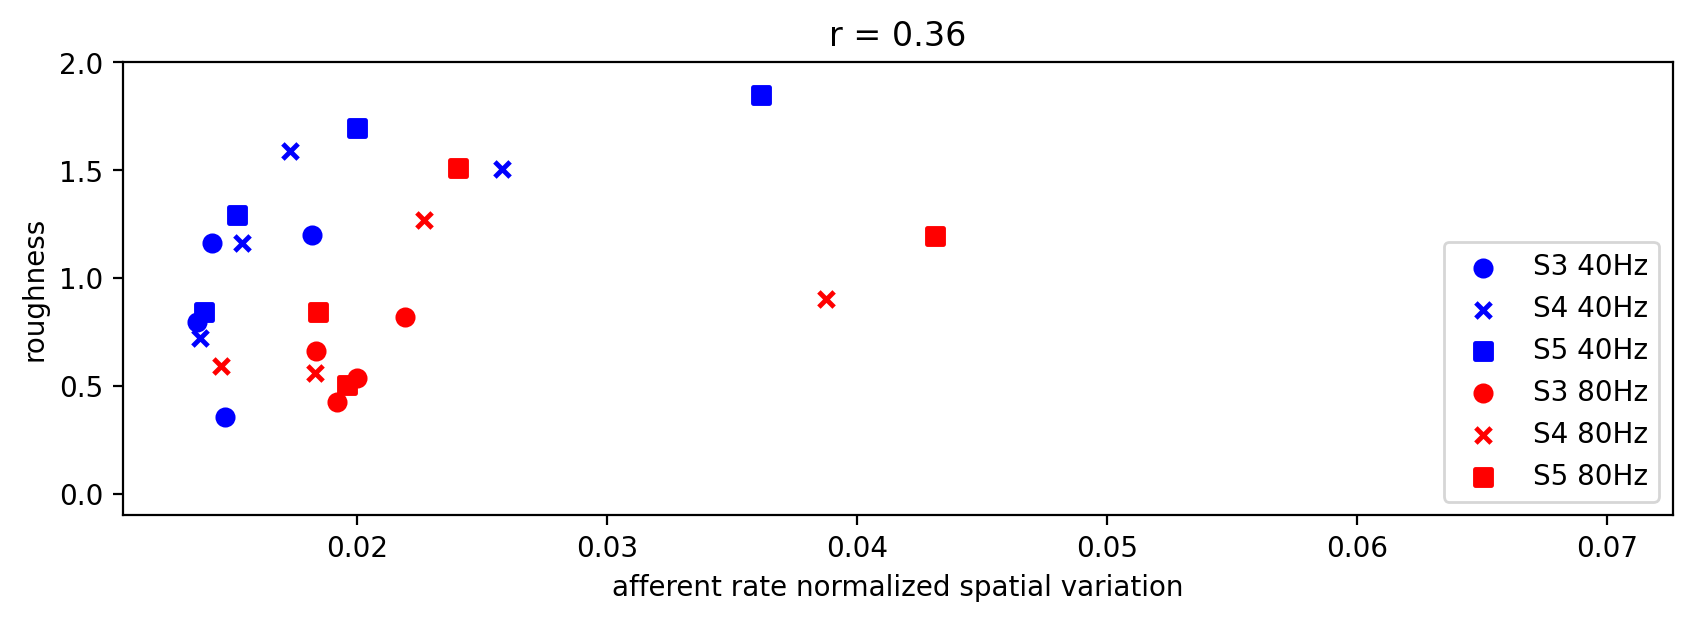 r = 0.36
2.0
1.5
1.0
0.5
0.0
roughness
S3 40Hz
S4 40Hz
S5 40Hz
S3 80Hz
S4 80Hz
S5 80Hz
0.02 0.03 0.04 0.05 0.06 0.07
afferent rate normalized spatial variation